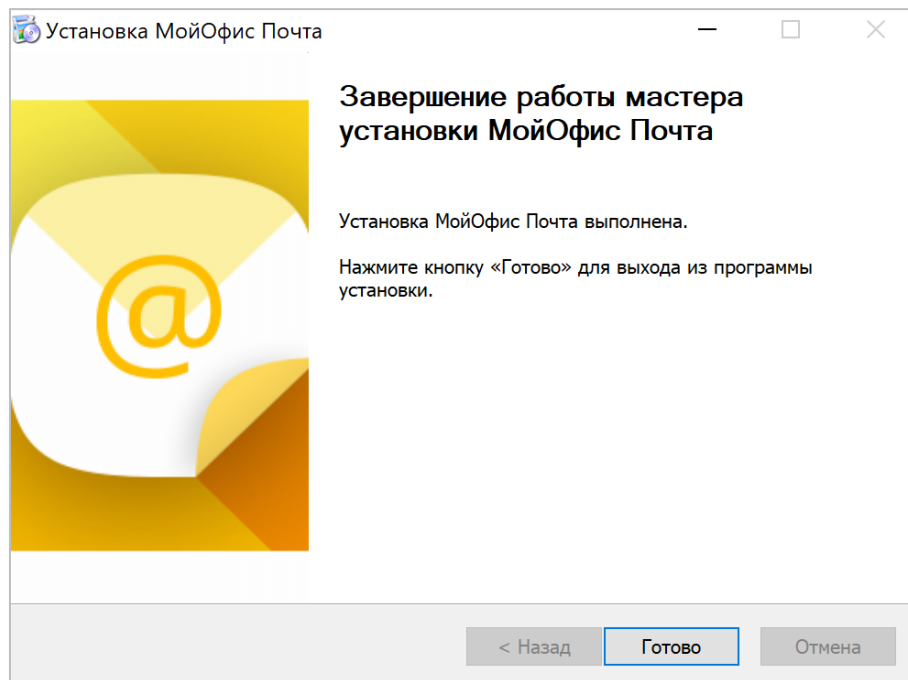 Установка МойОфис Почта
Завершение работы мастера
установки МойОфис Почта
Установка МойОфис Почта выполнена.
Нажмите кнопку «Готово» для выхода из программы
установки.
@
< Назад
Готово
Отмена